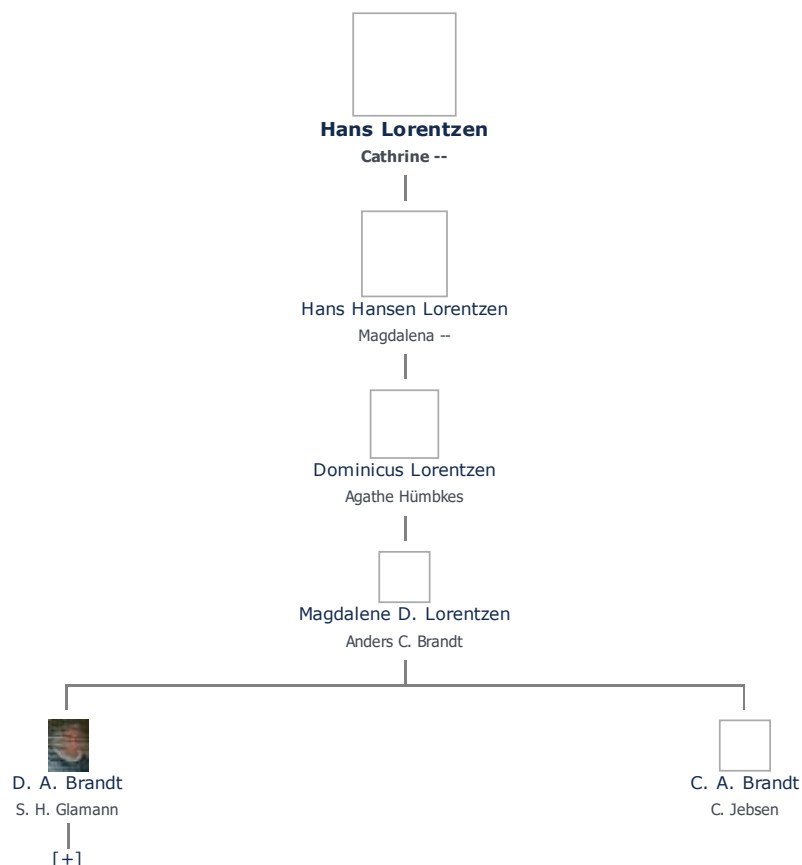 Hans Lorentzen
Cathrine --
Hans Hansen Lorentzen
Magdalena --
Dominicus Lorentzen
Agathe Hümbkes
Magdalene D. Lorentzen
Anders C. Brandt
D. A. Brandt
S. H. Glamann
[+]
C. A. Brandt
C. Jebsen